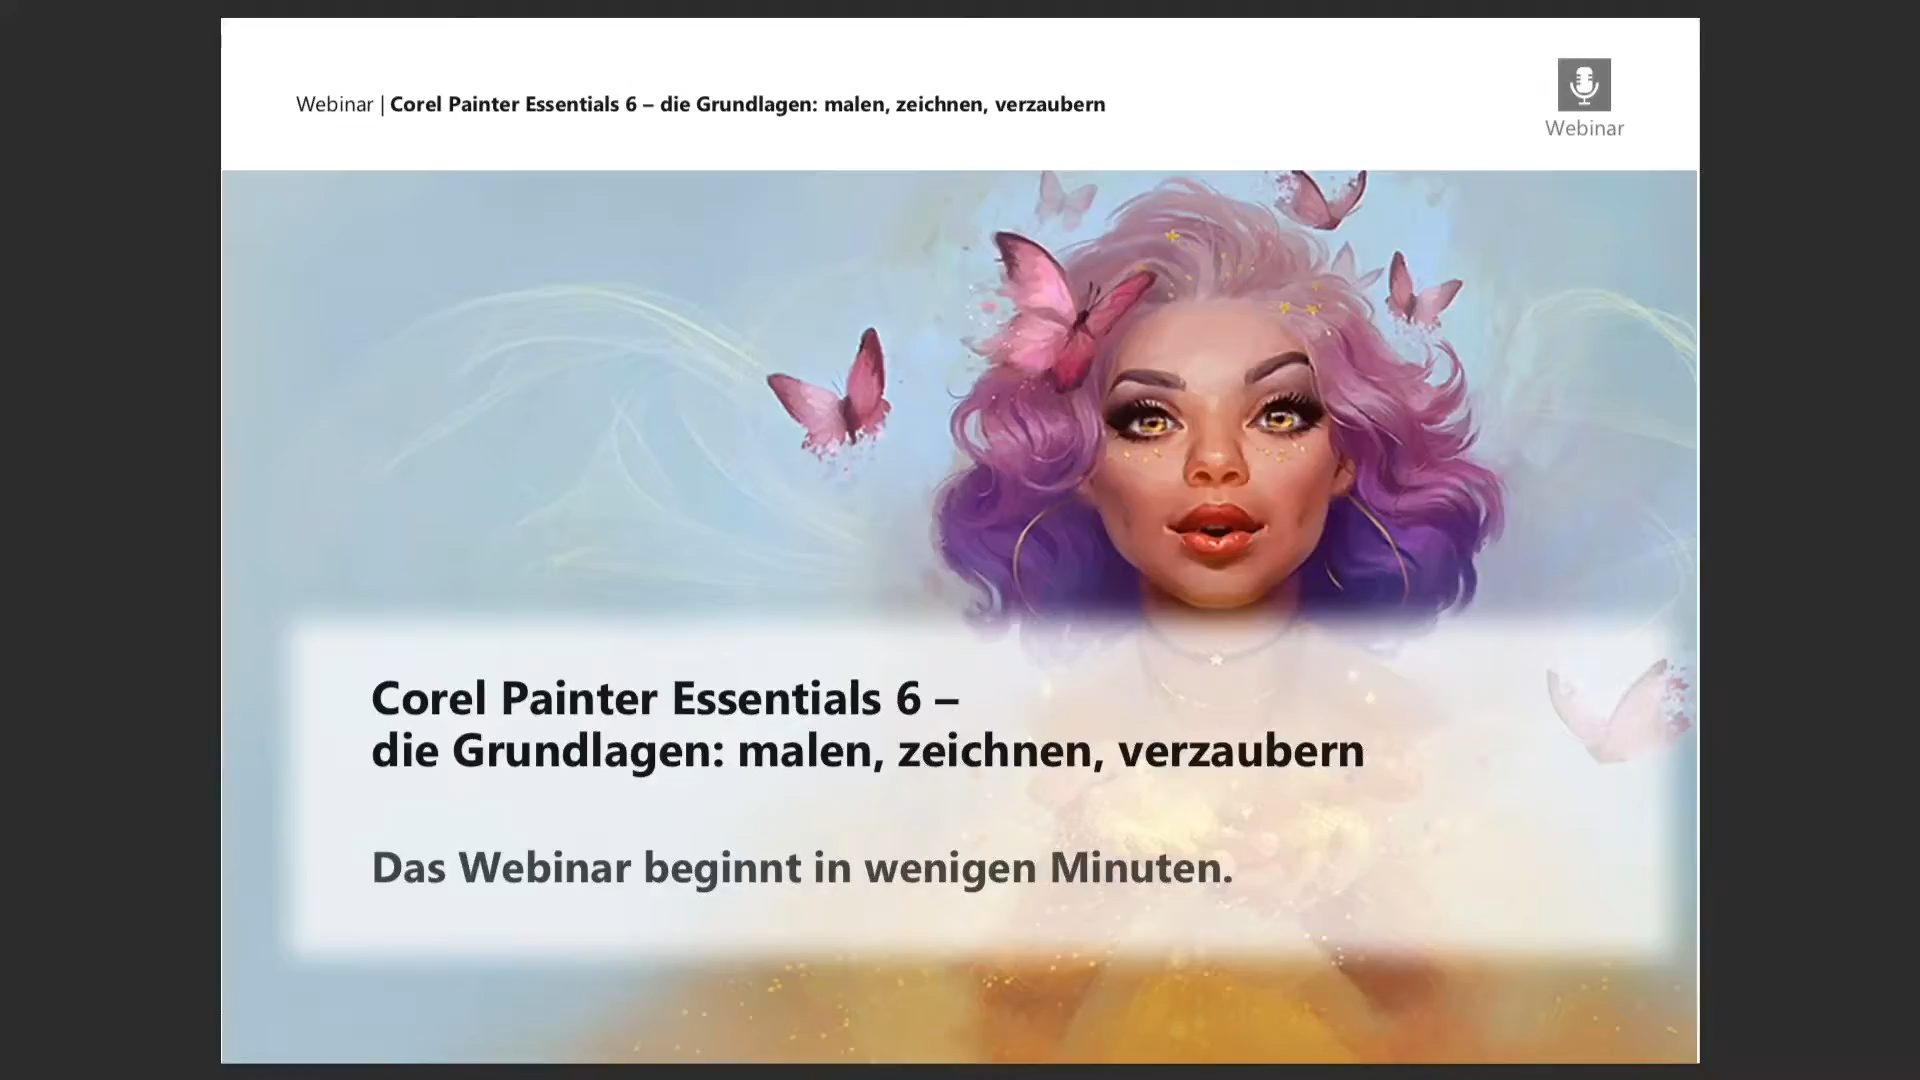 Webinar | Corel Painter Essentials 6 – die Grundlagen: malen, zeichnen, verzaubern
Webinar
Corel Painter Essentials 6 –
die Grundlagen: malen, zeichnen, verzaubern
Das Webinar beginnt in wenigen Minuten.